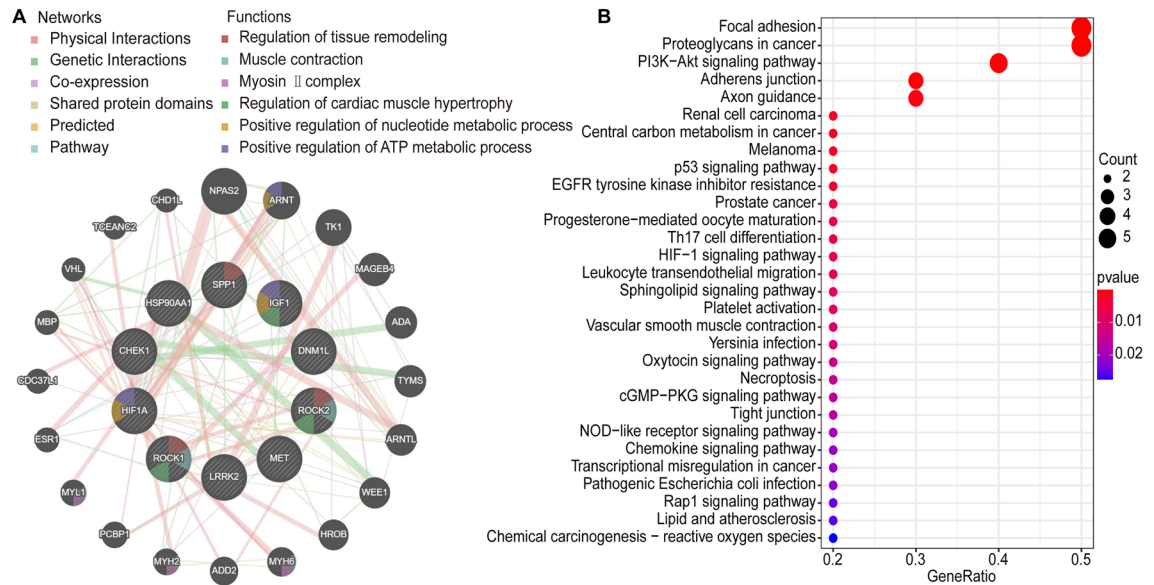 A
Networks
Physical Interactions
Genetic Interactions
Co-expression
Shared protein domains
Predicted
Pathway
Functions
Regulation of tissue remodeling
Muscle contraction
Myosin II complex
Regulation of cardiac muscle hypertrophy
Positive regulation of nucleotide metabolic process
Positive regulation of ATP metabolic process
NPAS2
CHD1L
ARNT
TCEANC2
TK1
VHL
MAGEB4
SPP1
HSP90AA1
IGF1
MBP
ADA
CHEK1
DNM1L
CDC37L1
TYMS
HIF1A
ROCK2
ESR1
ARNTL
ROCK1
MET
LRRK2
MYL1
WEE1
PCBP1
HROB
MYH2
ADD2
MYH6
B
Focal adhesion
Proteoglycans in cancer
PI3K−Akt signaling pathway
Adherens junction
Axon guidance
Renal cell carcinoma
Central carbon metabolism in cancer
Melanoma
p53 signaling pathway
EGFR tyrosine kinase inhibitor resistance
Prostate cancer
Progesterone−mediated oocyte maturation
Th17 cell differentiation
HIF−1 signaling pathway
Leukocyte transendothelial migration
Sphingolipid signaling pathway
Platelet activation
Vascular smooth muscle contraction
Yersinia infection
Oxytocin signaling pathway
Necroptosis
cGMP−PKG signaling pathway
Tight junction
NOD−like receptor signaling pathway
Chemokine signaling pathway
Transcriptional misregulation in cancer
Pathogenic Escherichia coli infection
Rap1 signaling pathway
Lipid and atherosclerosis
Chemical carcinogenesis − reactive oxygen species
0.2 0.3 0.4 0.5
GeneRatio
Count
2
3
4
5
pvalue
0.01
0.02